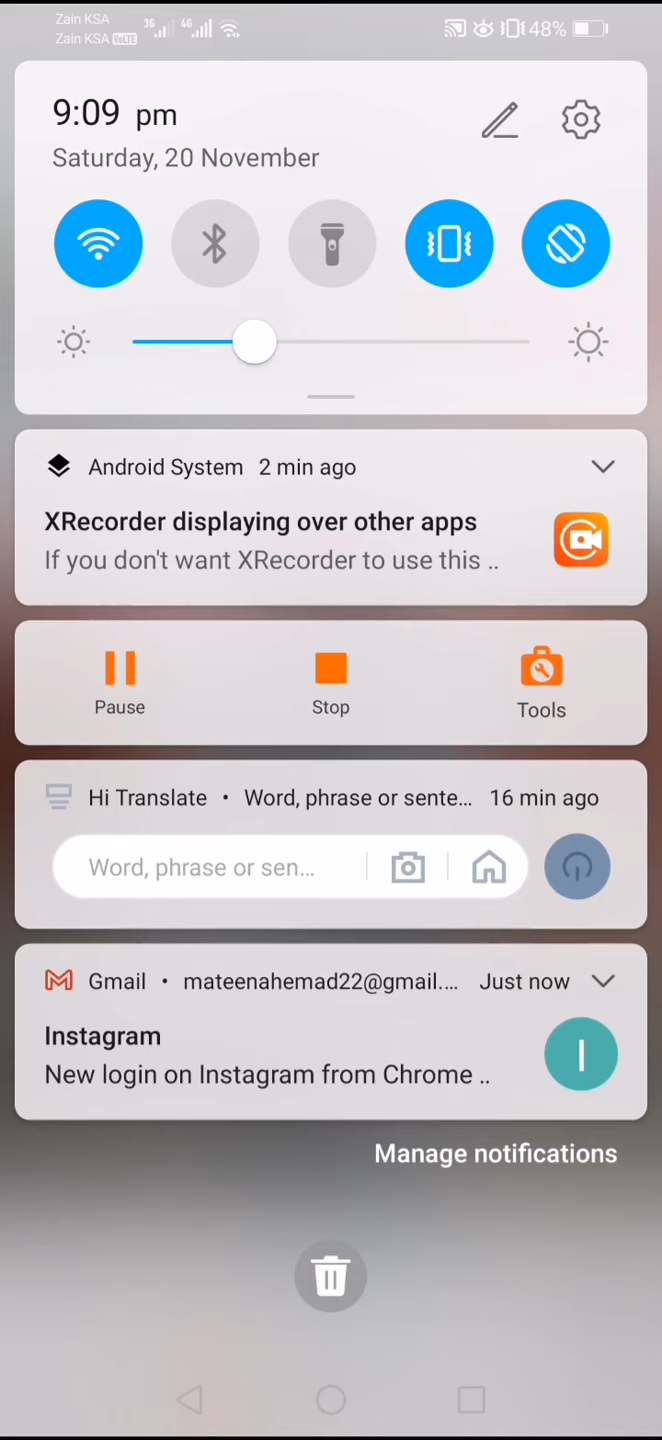 Zain KSA
Zain KSA VoLTE
3G
4G
48%
9:09 pm
Saturday, 20 November
Android System 2 min ago
XRecorder displaying over other apps
If you don't want XRecorder to use this ..
Pause
Stop
Tools
Hi Translate • Word, phrase or sente... 16 min ago
Word, phrase or sen...
Gmail • mateenahemad22@gmail.... Just now
Instagram
I
New login on Instagram from Chrome ..
Manage notifications